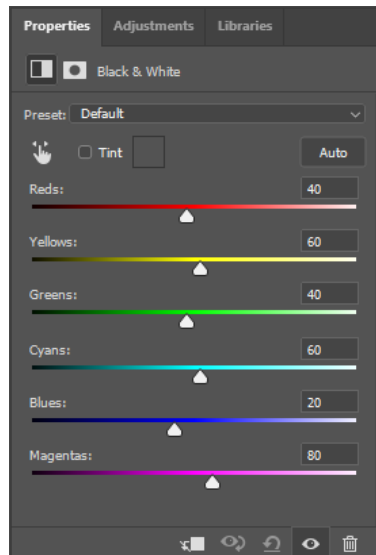 Properties Adjustments Libraries
Black & White
Preset: Default
Tint Auto
Reds: 40
Yellows: 60
Greens: 40
Cyans: 60
Blues: 20
Magentas: 80